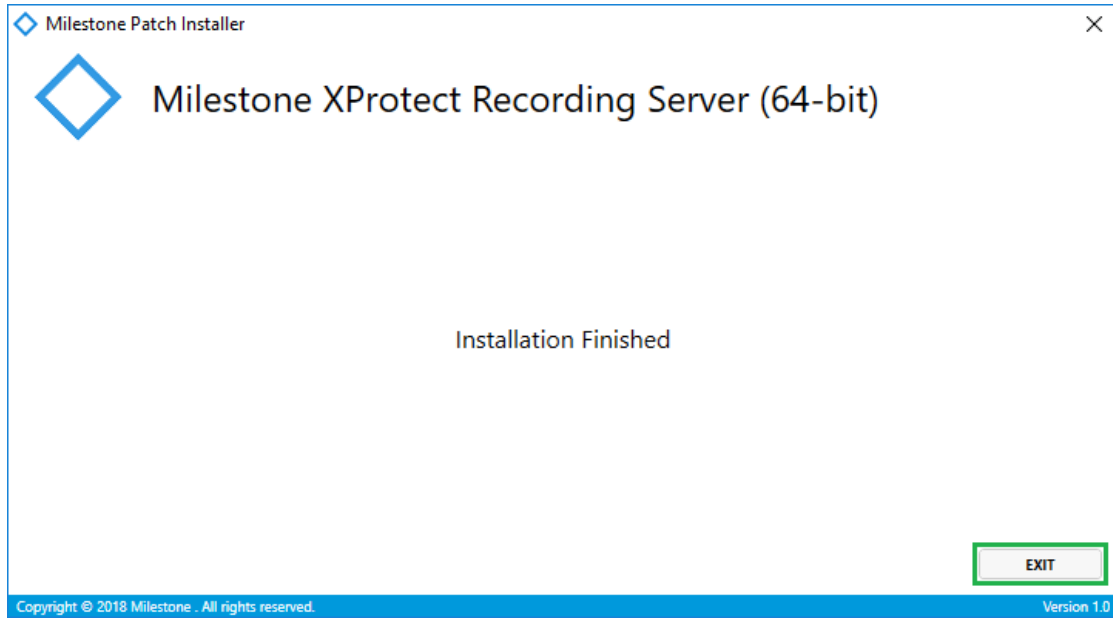 Milestone Patch Installer
Milestone XProtect Recording Server (64-bit)
Installation Finished
EXIT
Copyright © 2018 Milestone . All rights reserved.
Version 1.0